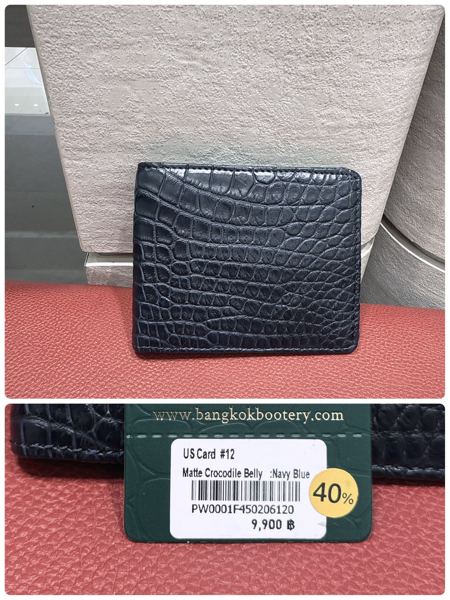 www.bangkokbootery.com
US Card #12
Matte Crocodile Belly :Navy Blue
40%
PW0001F450206120
9,900 ฿